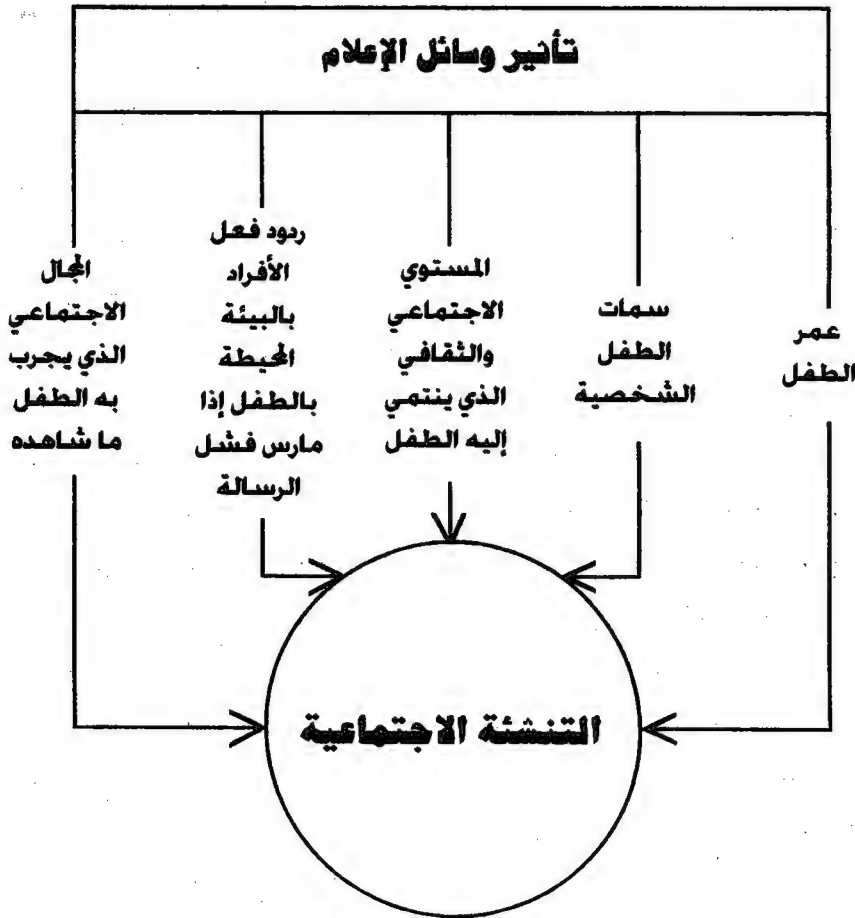 تأثير وسائل الإعلام
عمر
الطفل
سمات
الطفل
الشخصية
المستوي
الاجتماعي
والثقافي
الذي ينتمي
إليه الطفل
ردود فعل
الأفراد
بالبيئة
المحيطة
بالطفل إذا
مارس فشل
الرسالة
المجال
الاجتماعي
الذي يجرب
به الطفل
ما شاهده
التنشئة الاجتماعية